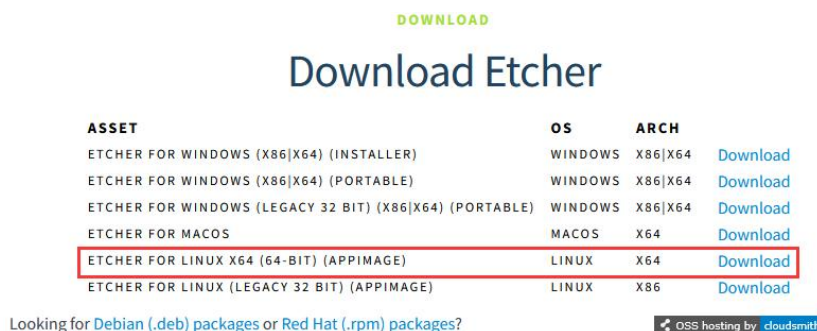 DOWNLOAD
Download Etcher
ASSET OS ARCH
ETCHER FOR WINDOWS (X86|X64) (INSTALLER) WINDOWS X86|X64 Download
ETCHER FOR WINDOWS (X86|X64) (PORTABLE) WINDOWS X86|X64 Download
ETCHER FOR WINDOWS (LEGACY 32 BIT) (X86|X64) (PORTABLE) WINDOWS X86|X64 Download
ETCHER FOR MACOS MACOS X64 Download
ETCHER FOR LINUX X64 (64-BIT) (APPIMAGE) LINUX X64 Download
ETCHER FOR LINUX (LEGACY 32 BIT) (APPIMAGE) LINUX X86 Download
Looking for Debian (.deb) packages or Red Hat (.rpm) packages? OSS hosting by cloudsmith